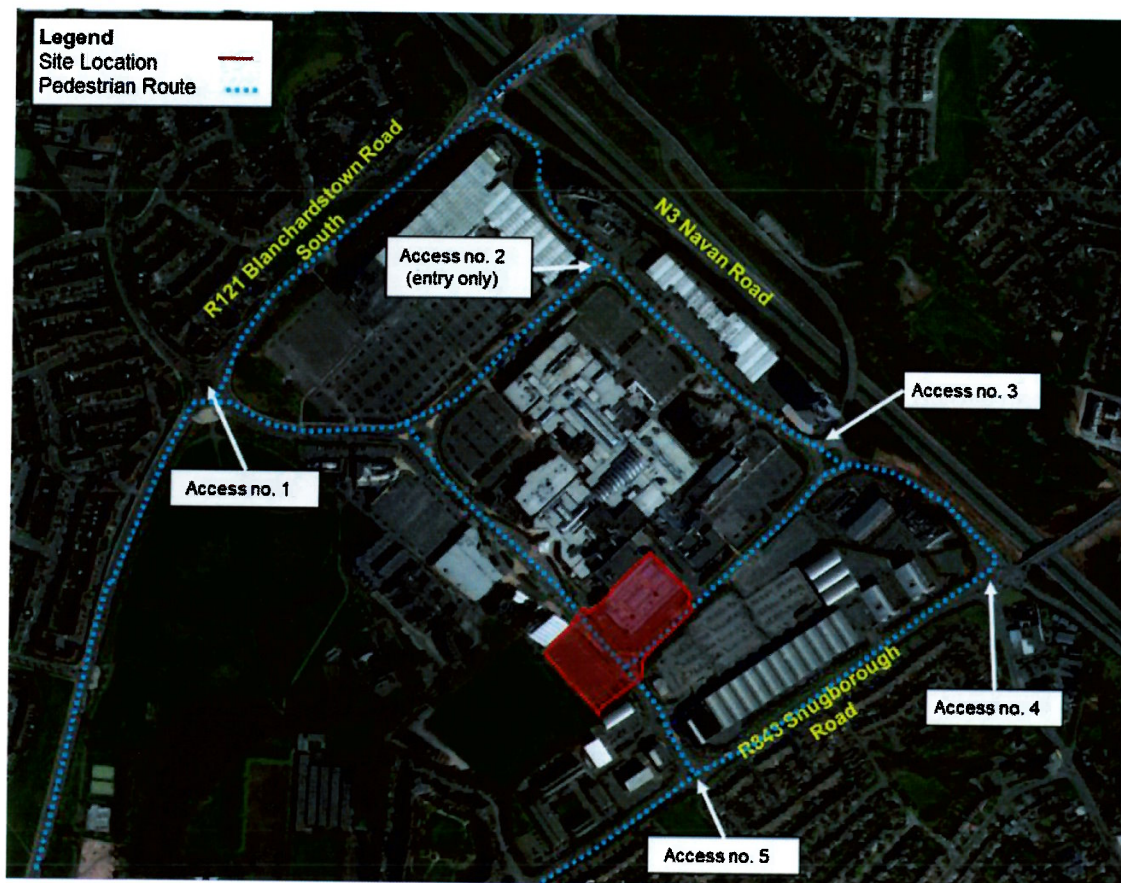 Legend
Site Location
Pedestrian Route
R121 Blanchardstown Road
South
N3 Navan Road
Access no. 2
(entry only)
Access no. 3
Access no. 1
Access no. 4
R843 Snugborough
Road
Access no. 5